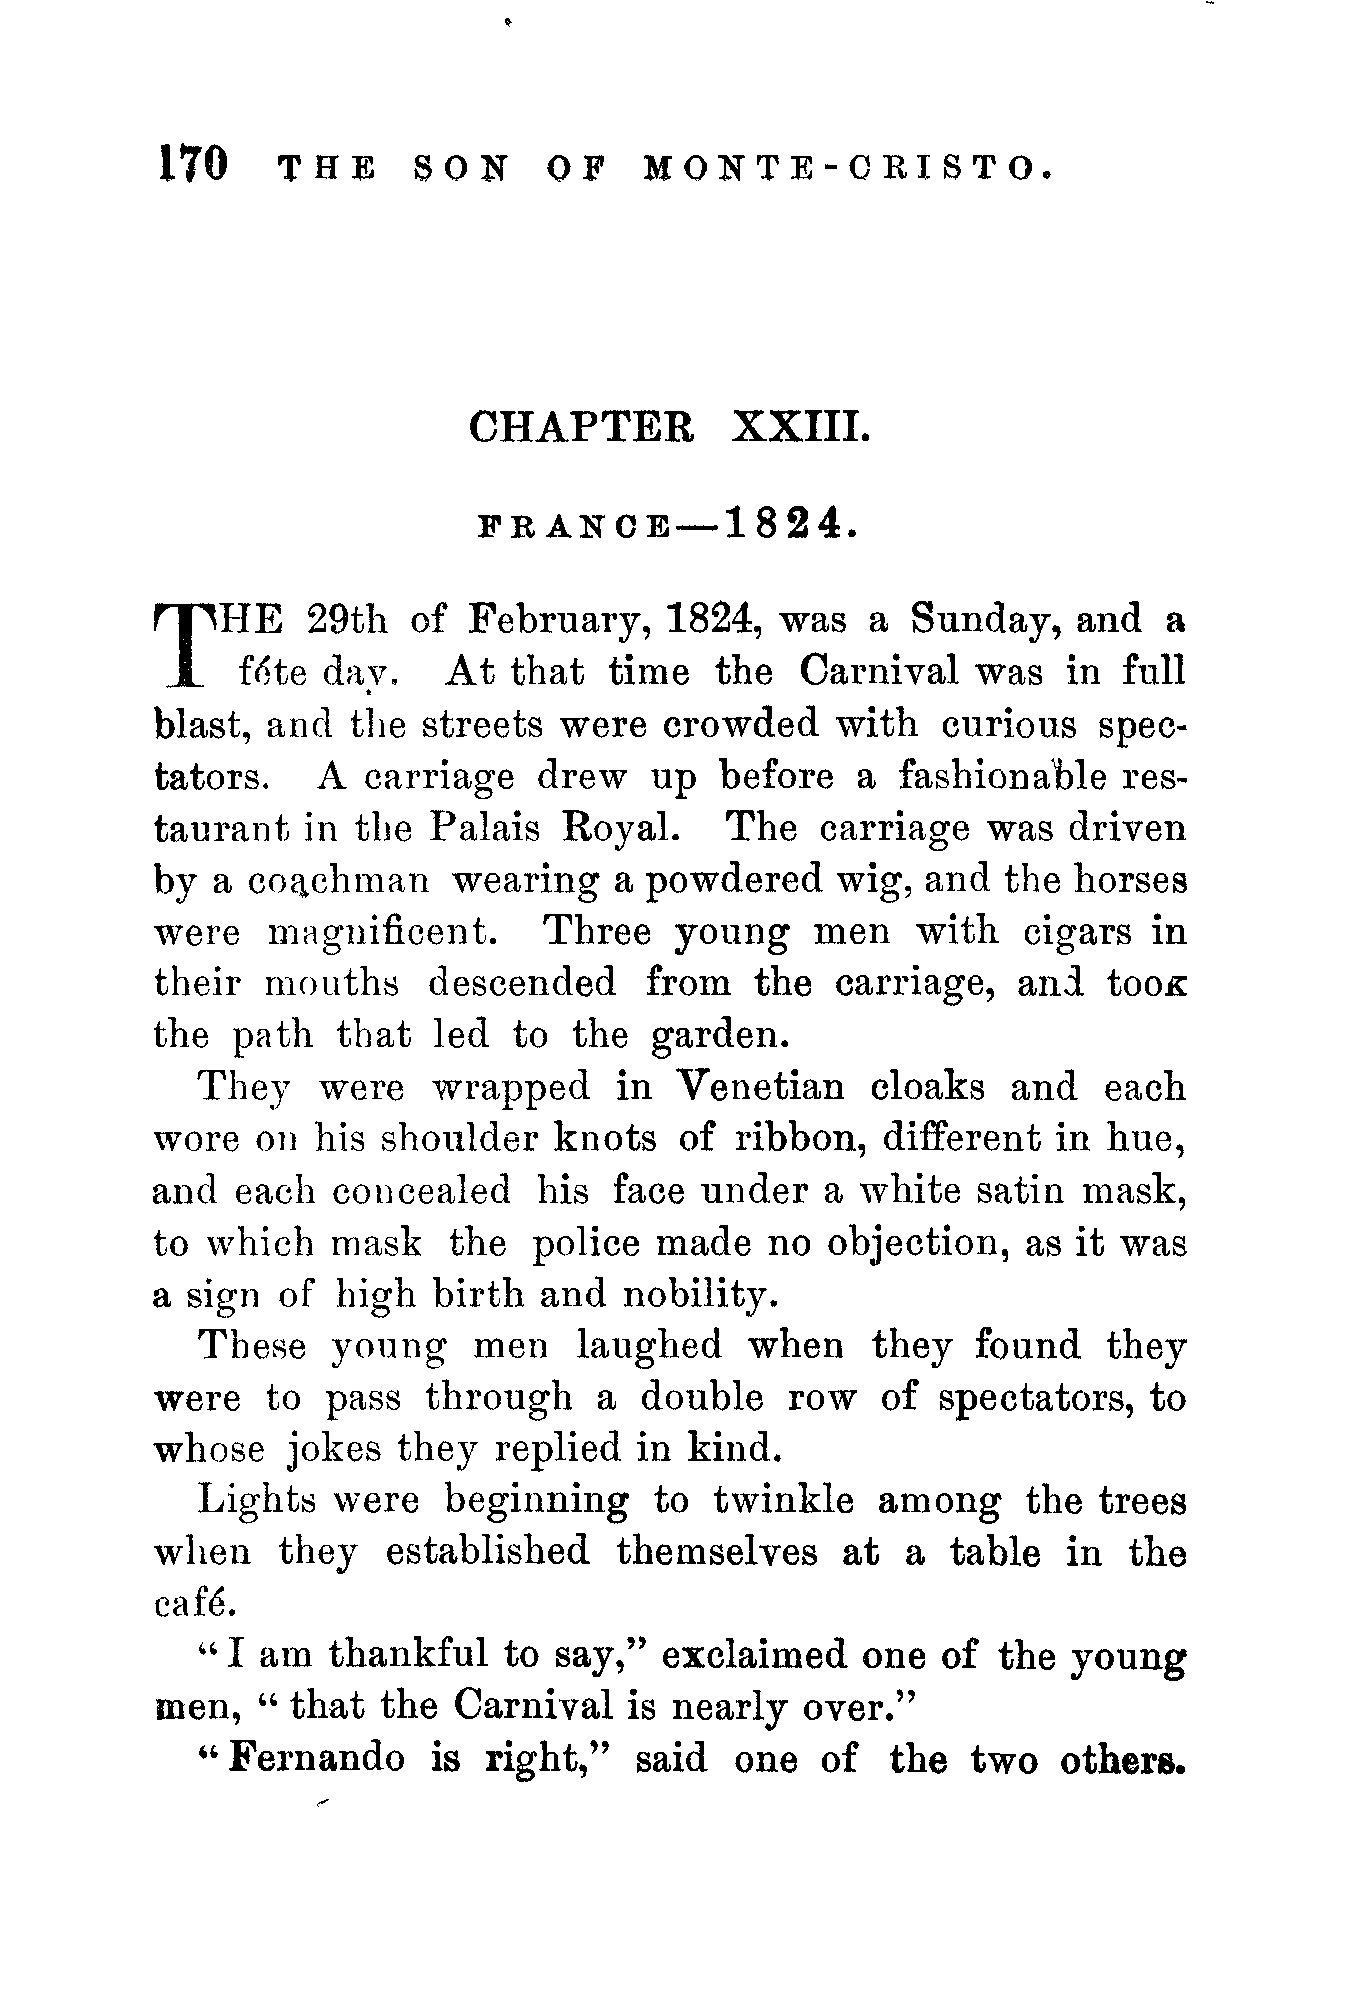 170 THE SON OF MONTE-CRISTO.
CHAPTER XXIII.
FRANCE—1824.
THE 29th of February, 1824, was a Sunday, and a
féte day. At that time the Carnival was in full
blast, and the streets were crowded with curious spec-
tators. A carriage drew up before a fashionable res-
taurant in the Palais Royal. The carriage was driven
by a coachman wearing a powdered wig, and the horses
were magnificent. Three young men with cigars in
their mouths descended from the carriage, and took
the path that led to the garden.
They were wrapped in Venetian cloaks and each
wore on his shoulder knots of ribbon, different in hue,
and each concealed his face under a white satin mask,
to which mask the police made no objection, as it was
a sign of high birth and nobility.
These young men laughed when they found they
were to pass through a double row of spectators, to
whose jokes they replied in kind.
Lights were beginning to twinkle among the trees
when they established themselves at a table in the
café.
“I am thankful to say,” exclaimed one of the young
men, “that the Carnival is nearly over.”
“Fernando is right,” said one of the two others.